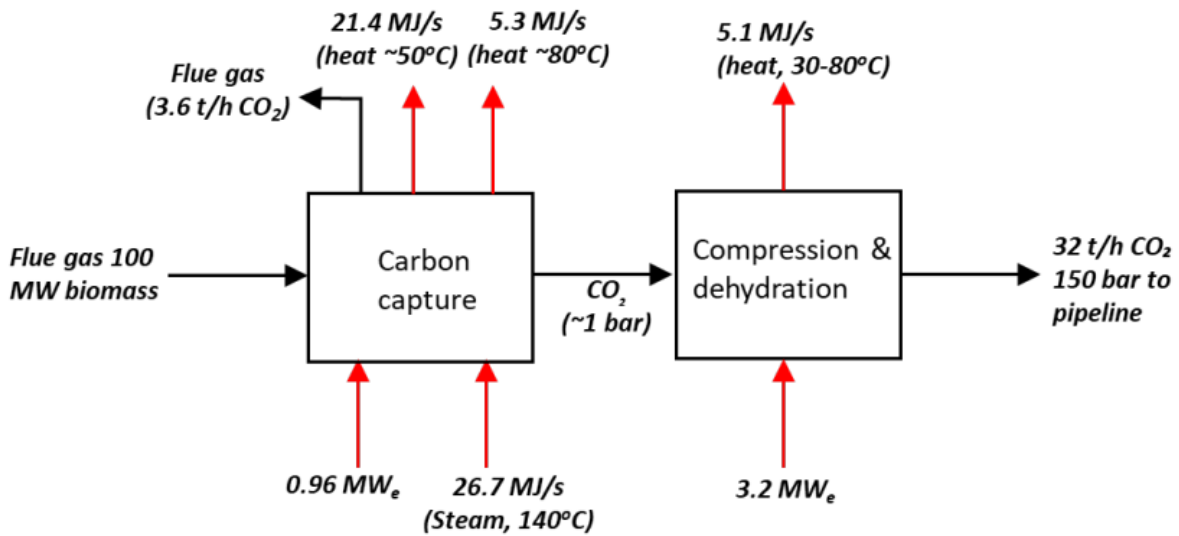 21.4 MJ/s
(heat ~50°C)
5.3 MJ/s
(heat ~80°C)
5.1 MJ/s
(heat, 30-80°C)
Flue gas
(3.6 t/h CO₂)
Flue gas 100
MW biomass
Carbon
capture
CO₂
(~1 bar)
Compression &
dehydration
32 t/h CO₂
150 bar to
pipeline
0.96 MWₑ
26.7 MJ/s
(Steam, 140°C)
3.2 MWₑ